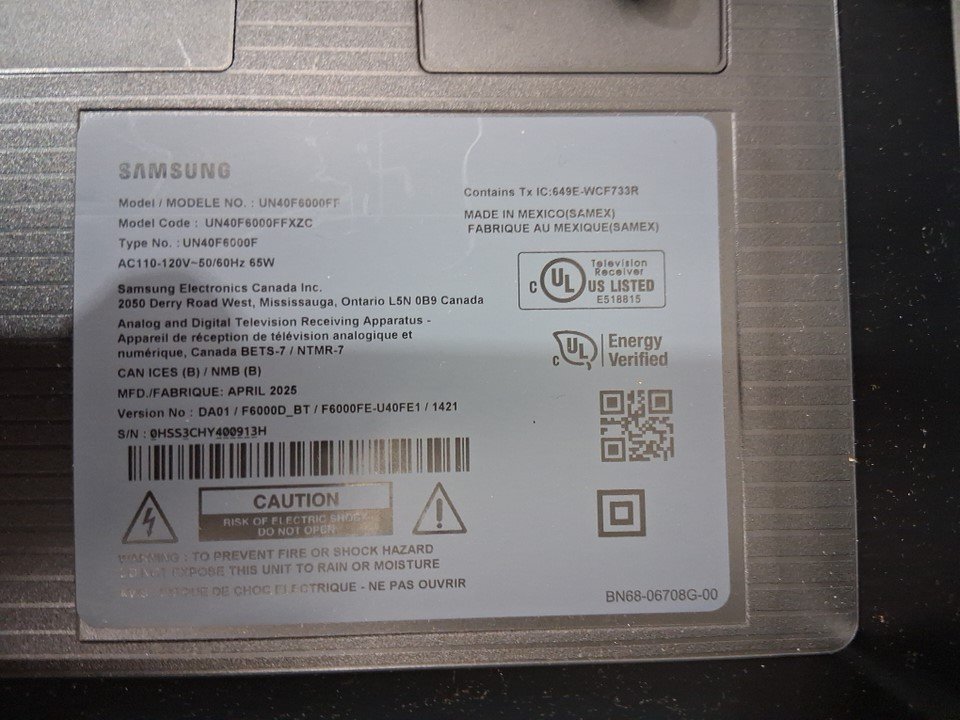 SAMSUNG
Model / MODELE NO. : UN40F6000FF
Model Code : UN40F6000FFXZC
Type No. : UN40F6000F
AC110-120V~50/60Hz 65W
Samsung Electronics Canada Inc.
2050 Derry Road West, Mississauga, Ontario L5N 0B9 Canada
Analog and Digital Television Receiving Apparatus -
Appareil de réception de télévision analogique et
numérique, Canada BETS-7 / NTMR-7
CAN ICES (B) / NMB (B)
MFD./FABRIQUE: APRIL 2025
Version No : DA01 / F6000D_BT / F6000FE-U40FE1 / 1421
S/N : 0HSS3CHY400913H
CAUTION
RISK OF ELECTRIC SHOCK
DO NOT OPEN
WARNING : TO PREVENT FIRE OR SHOCK HAZARD
DO NOT EXPOSE THIS UNIT TO RAIN OR MOISTURE
DE CHOC ELECTRIQUE - NE PAS OUVRIR
Contains Tx IC:649E-WCF733R
MADE IN MEXICO(SAMEX)
FABRIQUE AU MEXIQUE(SAMEX)
c UL US LISTED
Television
Receiver
E518815
c UL Energy
Verified
BN68-06708G-00